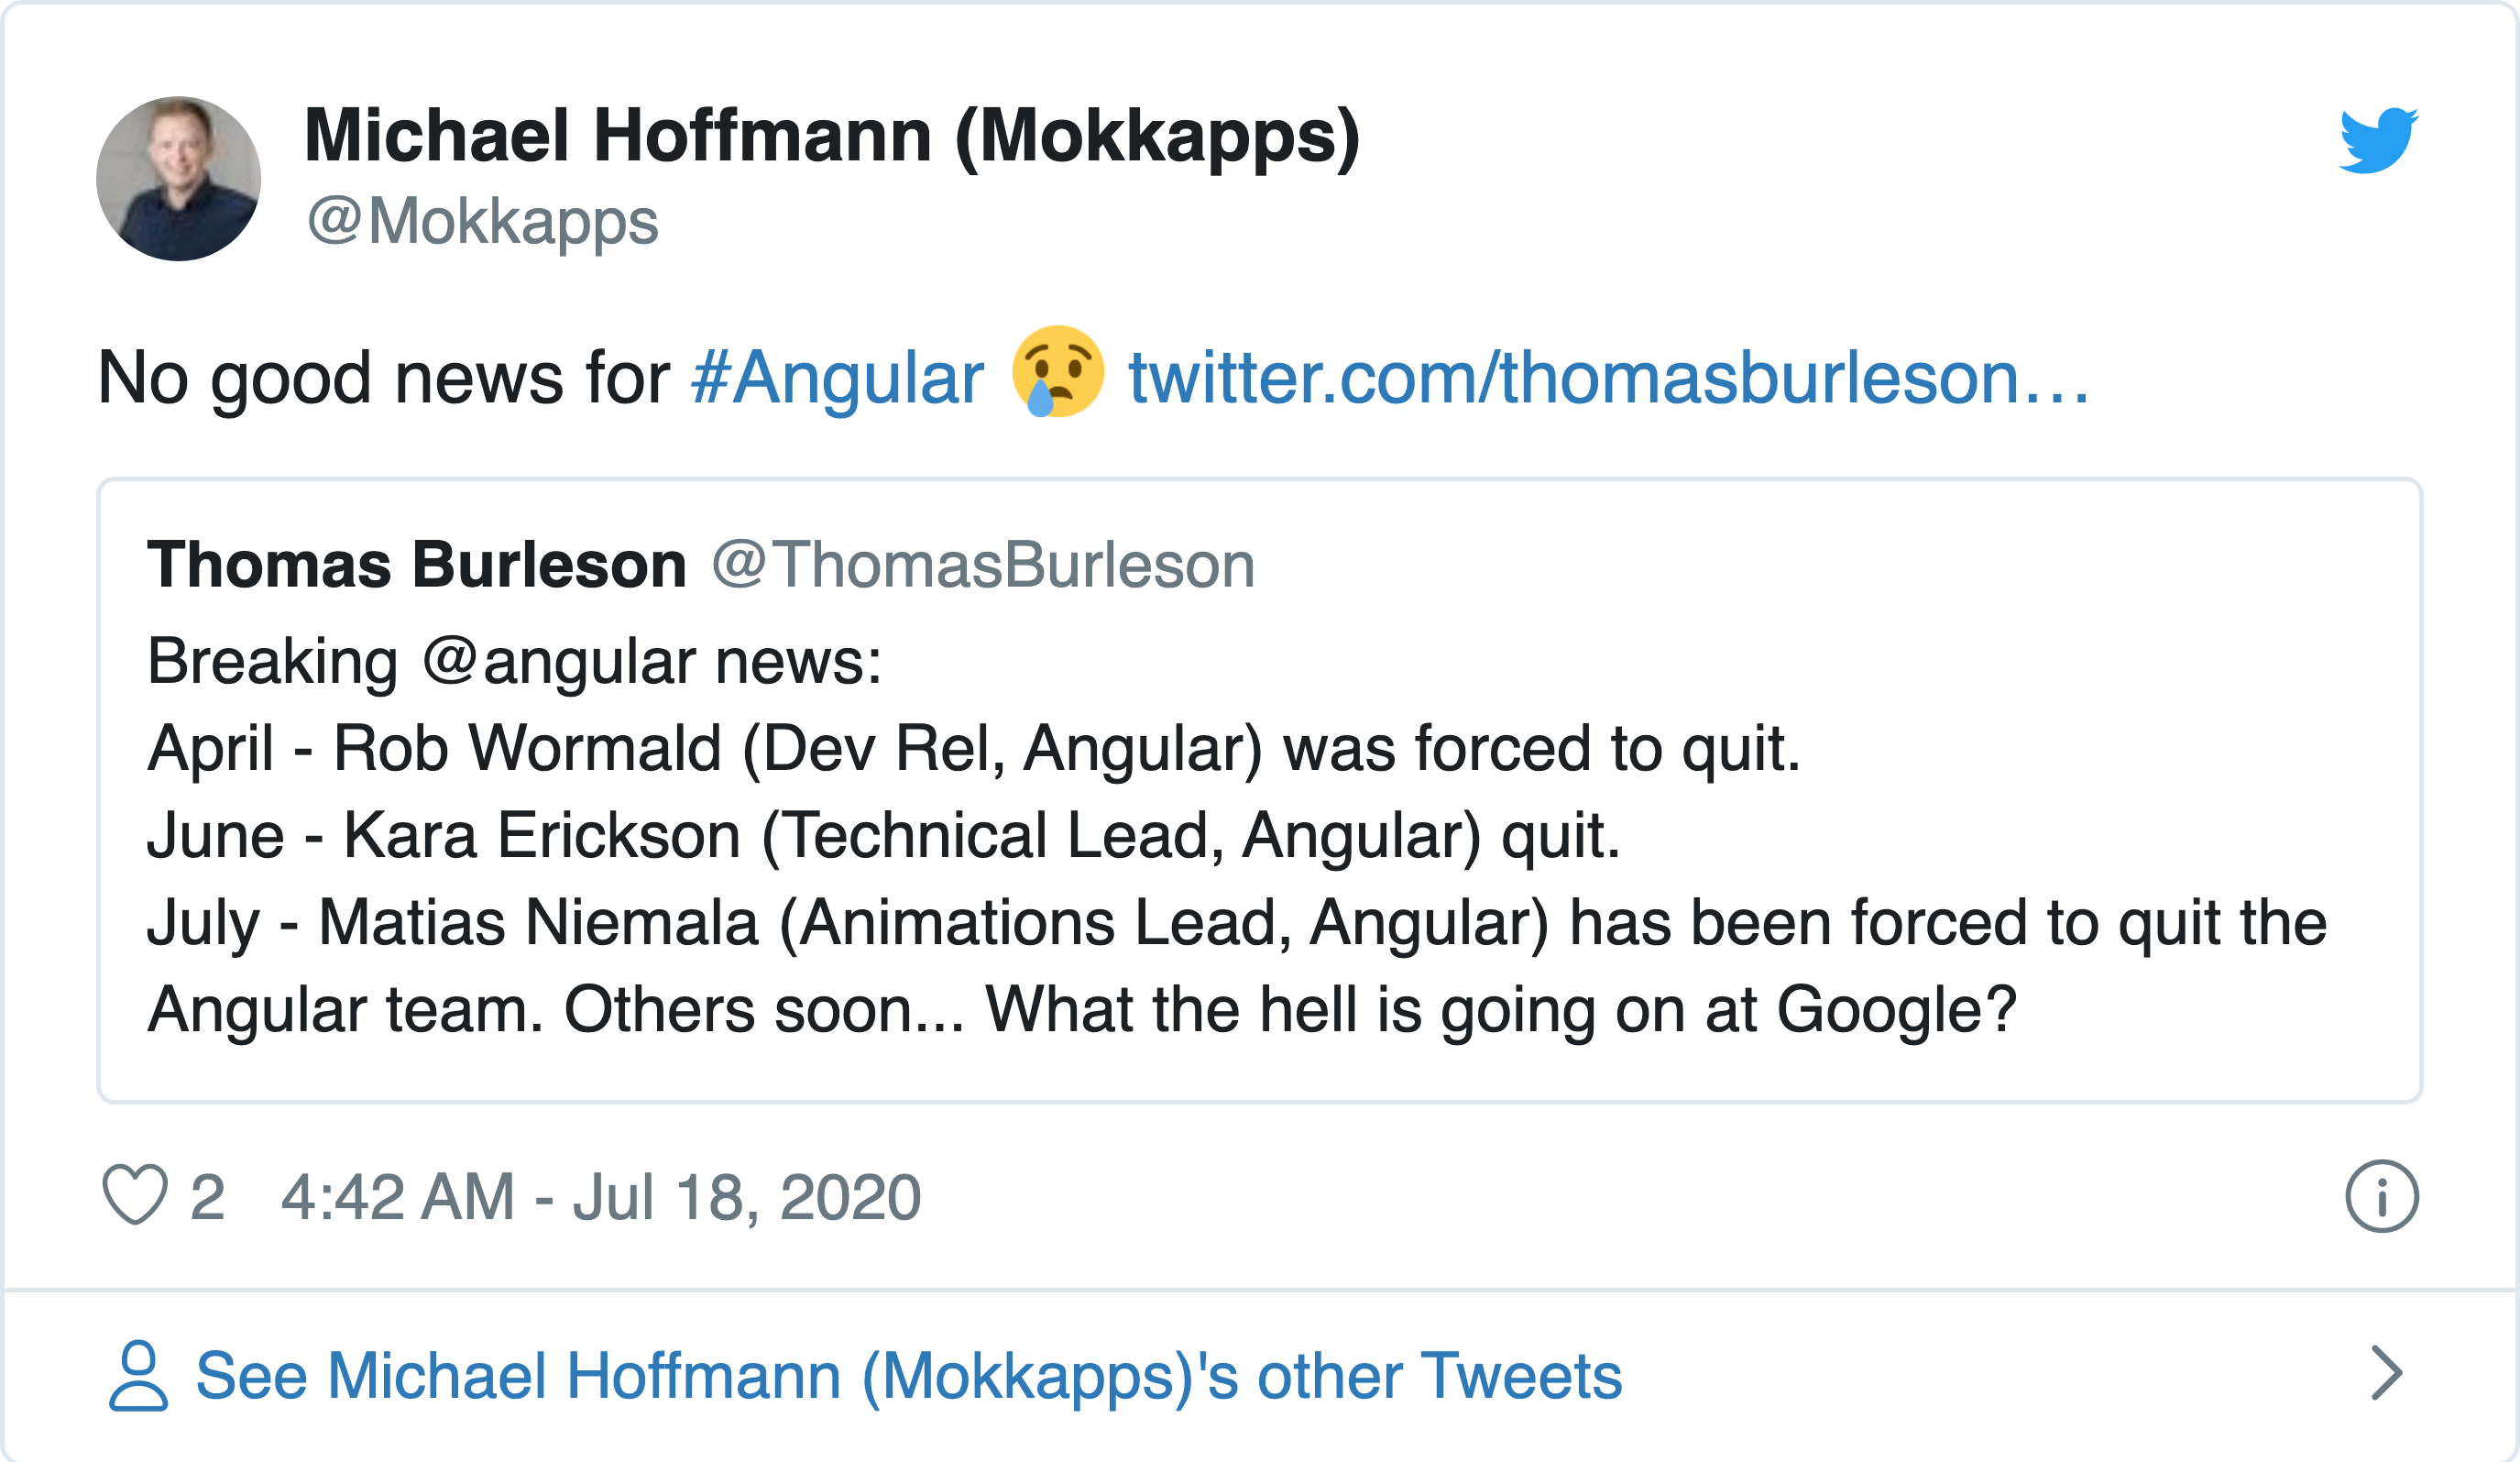 Michael Hoffmann (Mokkapps)
@Mokkapps
No good news for #Angular 😢 twitter.com/thomasburleson…
Thomas Burleson @ThomasBurleson
Breaking @angular news:
April - Rob Wormald (Dev Rel, Angular) was forced to quit.
June - Kara Erickson (Technical Lead, Angular) quit.
July - Matias Niemala (Animations Lead, Angular) has been forced to quit the
Angular team. Others soon... What the hell is going on at Google?
2 4:42 AM - Jul 18, 2020
See Michael Hoffmann (Mokkapps)'s other Tweets